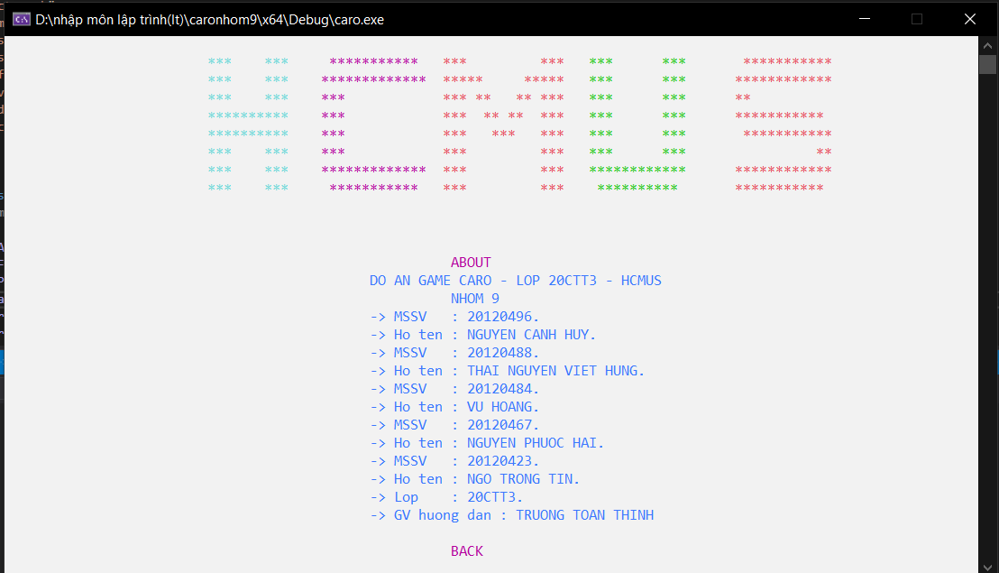 D:\nhập môn lập trình(lt)\caronhom9\x64\Debug\caro.exe
HCMUS
ABOUT
DO AN GAME CARO - LOP 20CTT3 - HCMUS
NHOM 9
-> MSSV   : 20120496.
-> Ho ten : NGUYEN CANH HUY.
-> MSSV   : 20120488.
-> Ho ten : THAI NGUYEN VIET HUNG.
-> MSSV   : 20120484.
-> Ho ten : VU HOANG.
-> MSSV   : 20120467.
-> Ho ten : NGUYEN PHUOC HAI.
-> MSSV   : 20120423.
-> Ho ten : NGO TRONG TIN.
-> Lop    : 20CTT3.
-> GV huong dan : TRUONG TOAN THINH
BACK